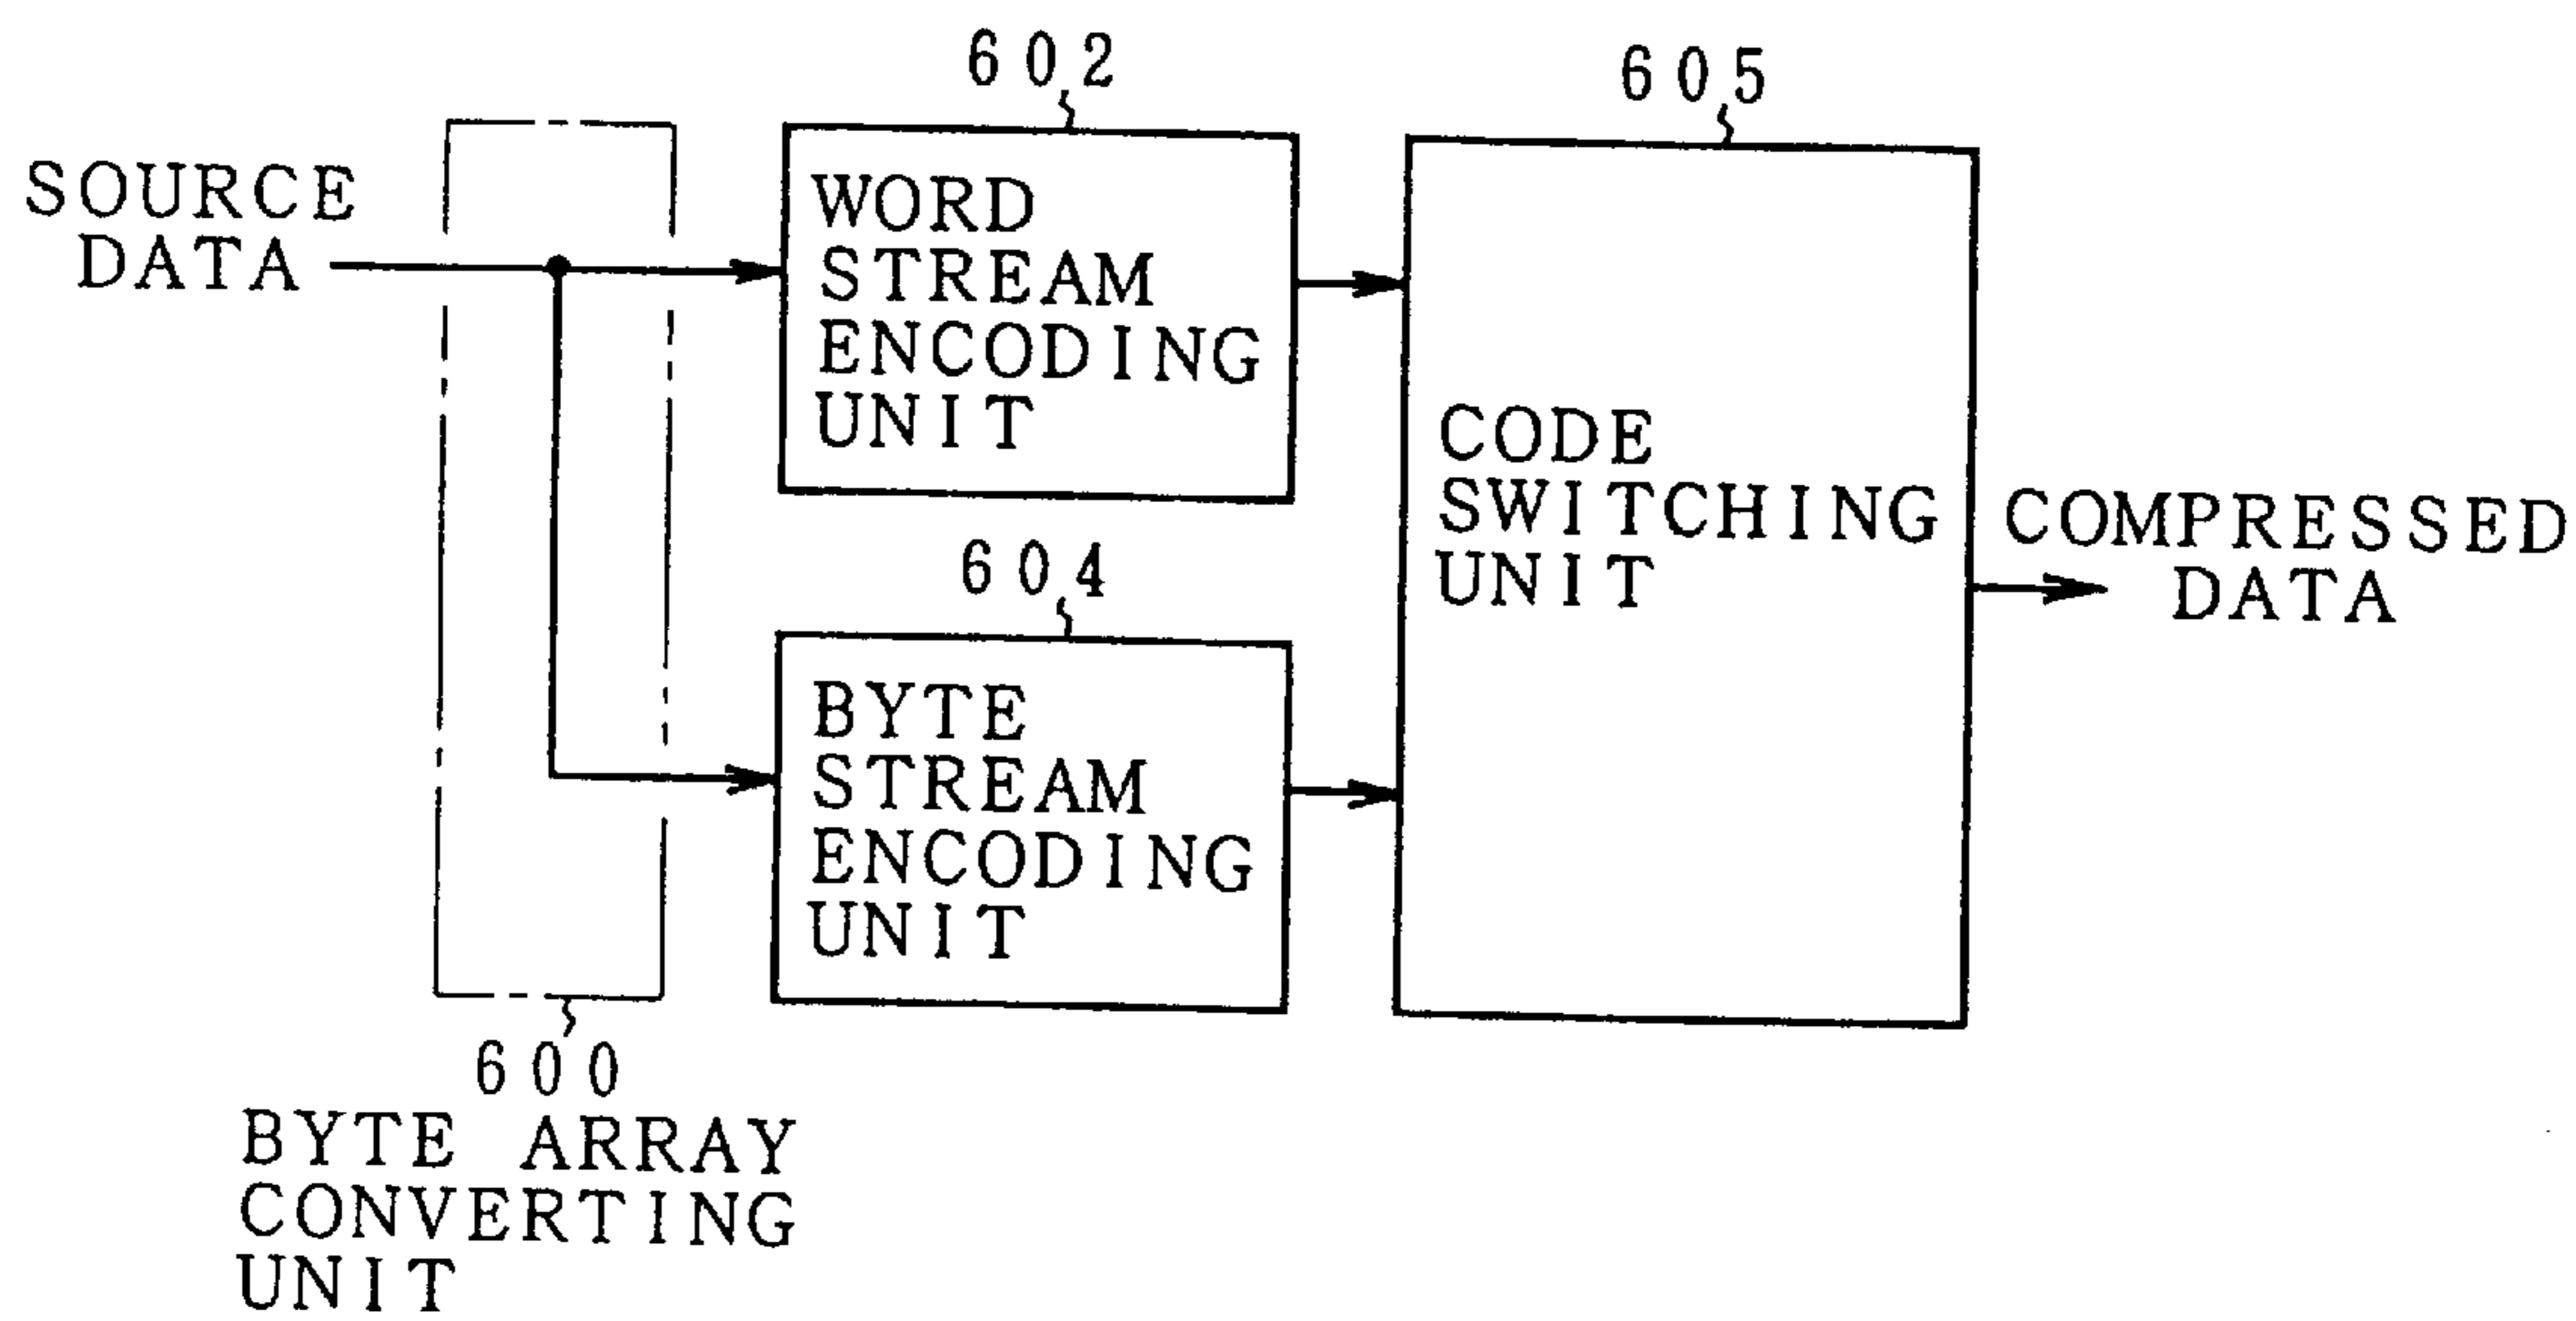 602
605
SOURCE
DATA
WORD
STREAM
ENCODING
UNIT
CODE
SWITCHING
UNIT
COMPRESSED
DATA
604
BYTE
STREAM
ENCODING
UNIT
600
BYTE ARRAY
CONVERTING
UNIT